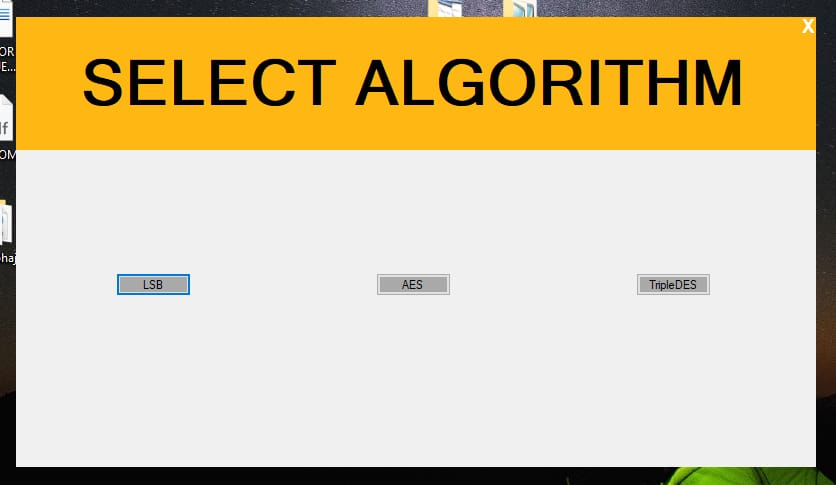 X
SELECT ALGORITHM
LSB
AES
TripleDES